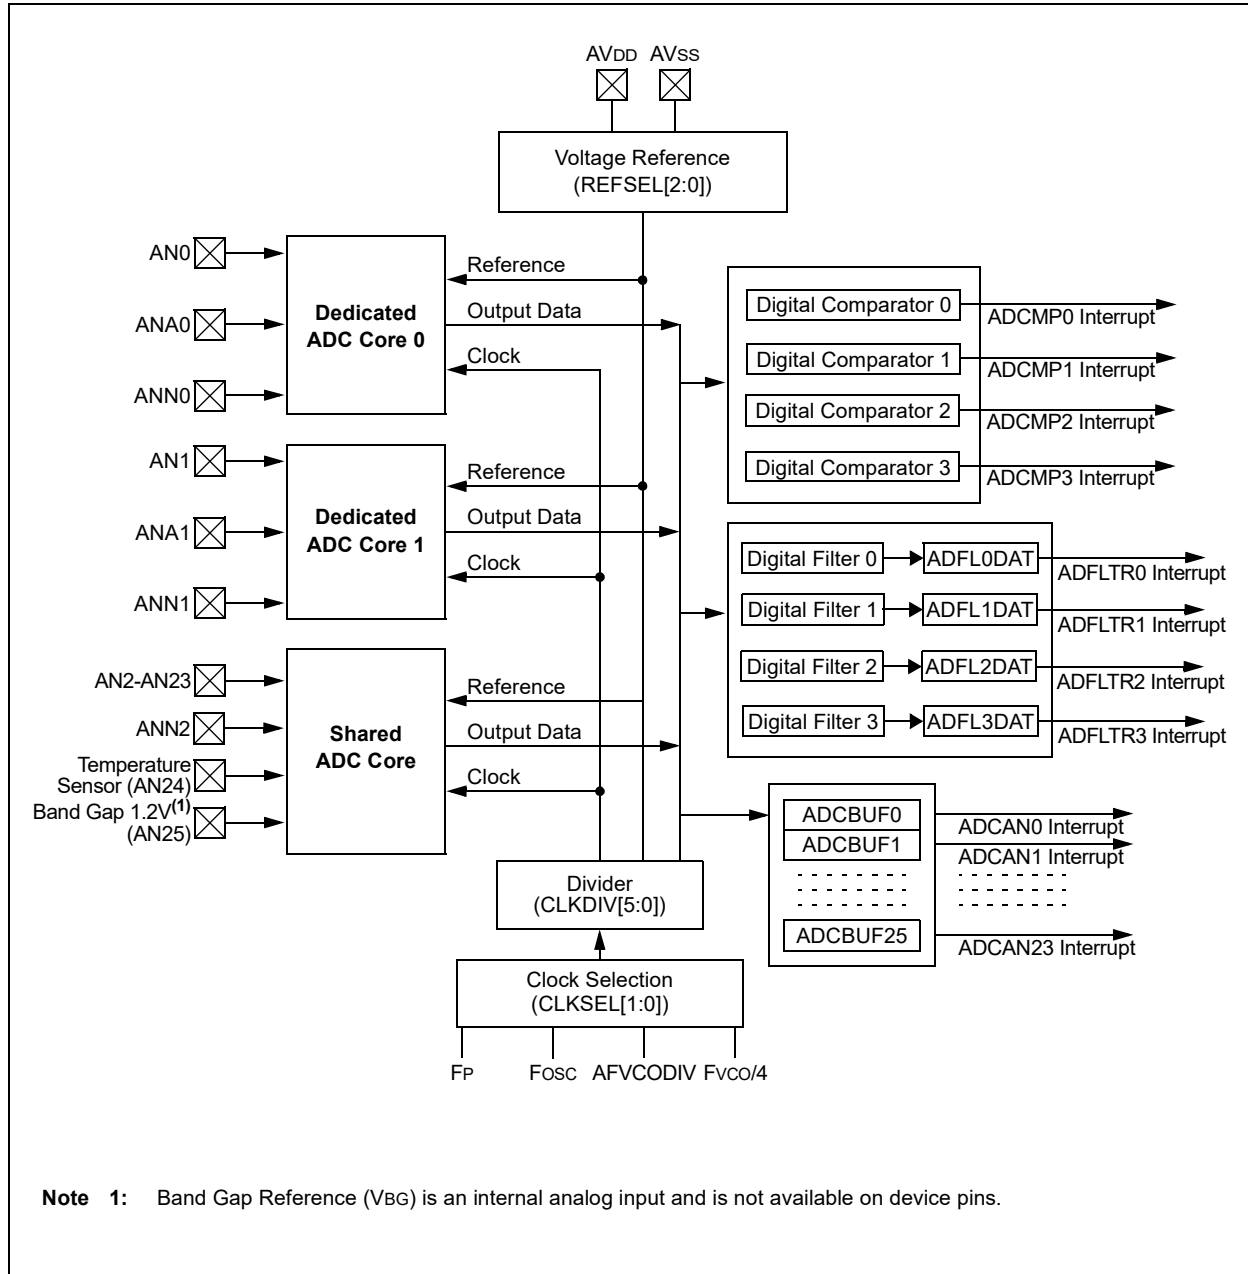 AVDD AVSS
Voltage Reference
(REFSEL[2:0])
AN0
ANA0
ANN0
Dedicated
ADC Core 0
Reference
Output Data
Clock
AN1
ANA1
ANN1
Dedicated
ADC Core 1
Reference
Output Data
Clock
AN2-AN23
ANN2
Temperature
Sensor (AN24)
Band Gap 1.2V(1)
(AN25)
Shared
ADC Core
Reference
Output Data
Clock
Digital Comparator 0
ADCMP0 Interrupt
Digital Comparator 1
ADCMP1 Interrupt
Digital Comparator 2
ADCMP2 Interrupt
Digital Comparator 3
ADCMP3 Interrupt
Digital Filter 0
ADFL0DAT
ADFLTR0 Interrupt
Digital Filter 1
ADFL1DAT
ADFLTR1 Interrupt
Digital Filter 2
ADFL2DAT
ADFLTR2 Interrupt
Digital Filter 3
ADFL3DAT
ADFLTR3 Interrupt
ADCBUF0
ADCAN0 Interrupt
ADCBUF1
ADCAN1 Interrupt
ADCBUF25
ADCAN23 Interrupt
Divider
(CLKDIV[5:0])
Clock Selection
(CLKSEL[1:0])
FP FOSC AFVCODIV FVCO/4
Note 1: Band Gap Reference (VBG) is an internal analog input and is not available on device pins.